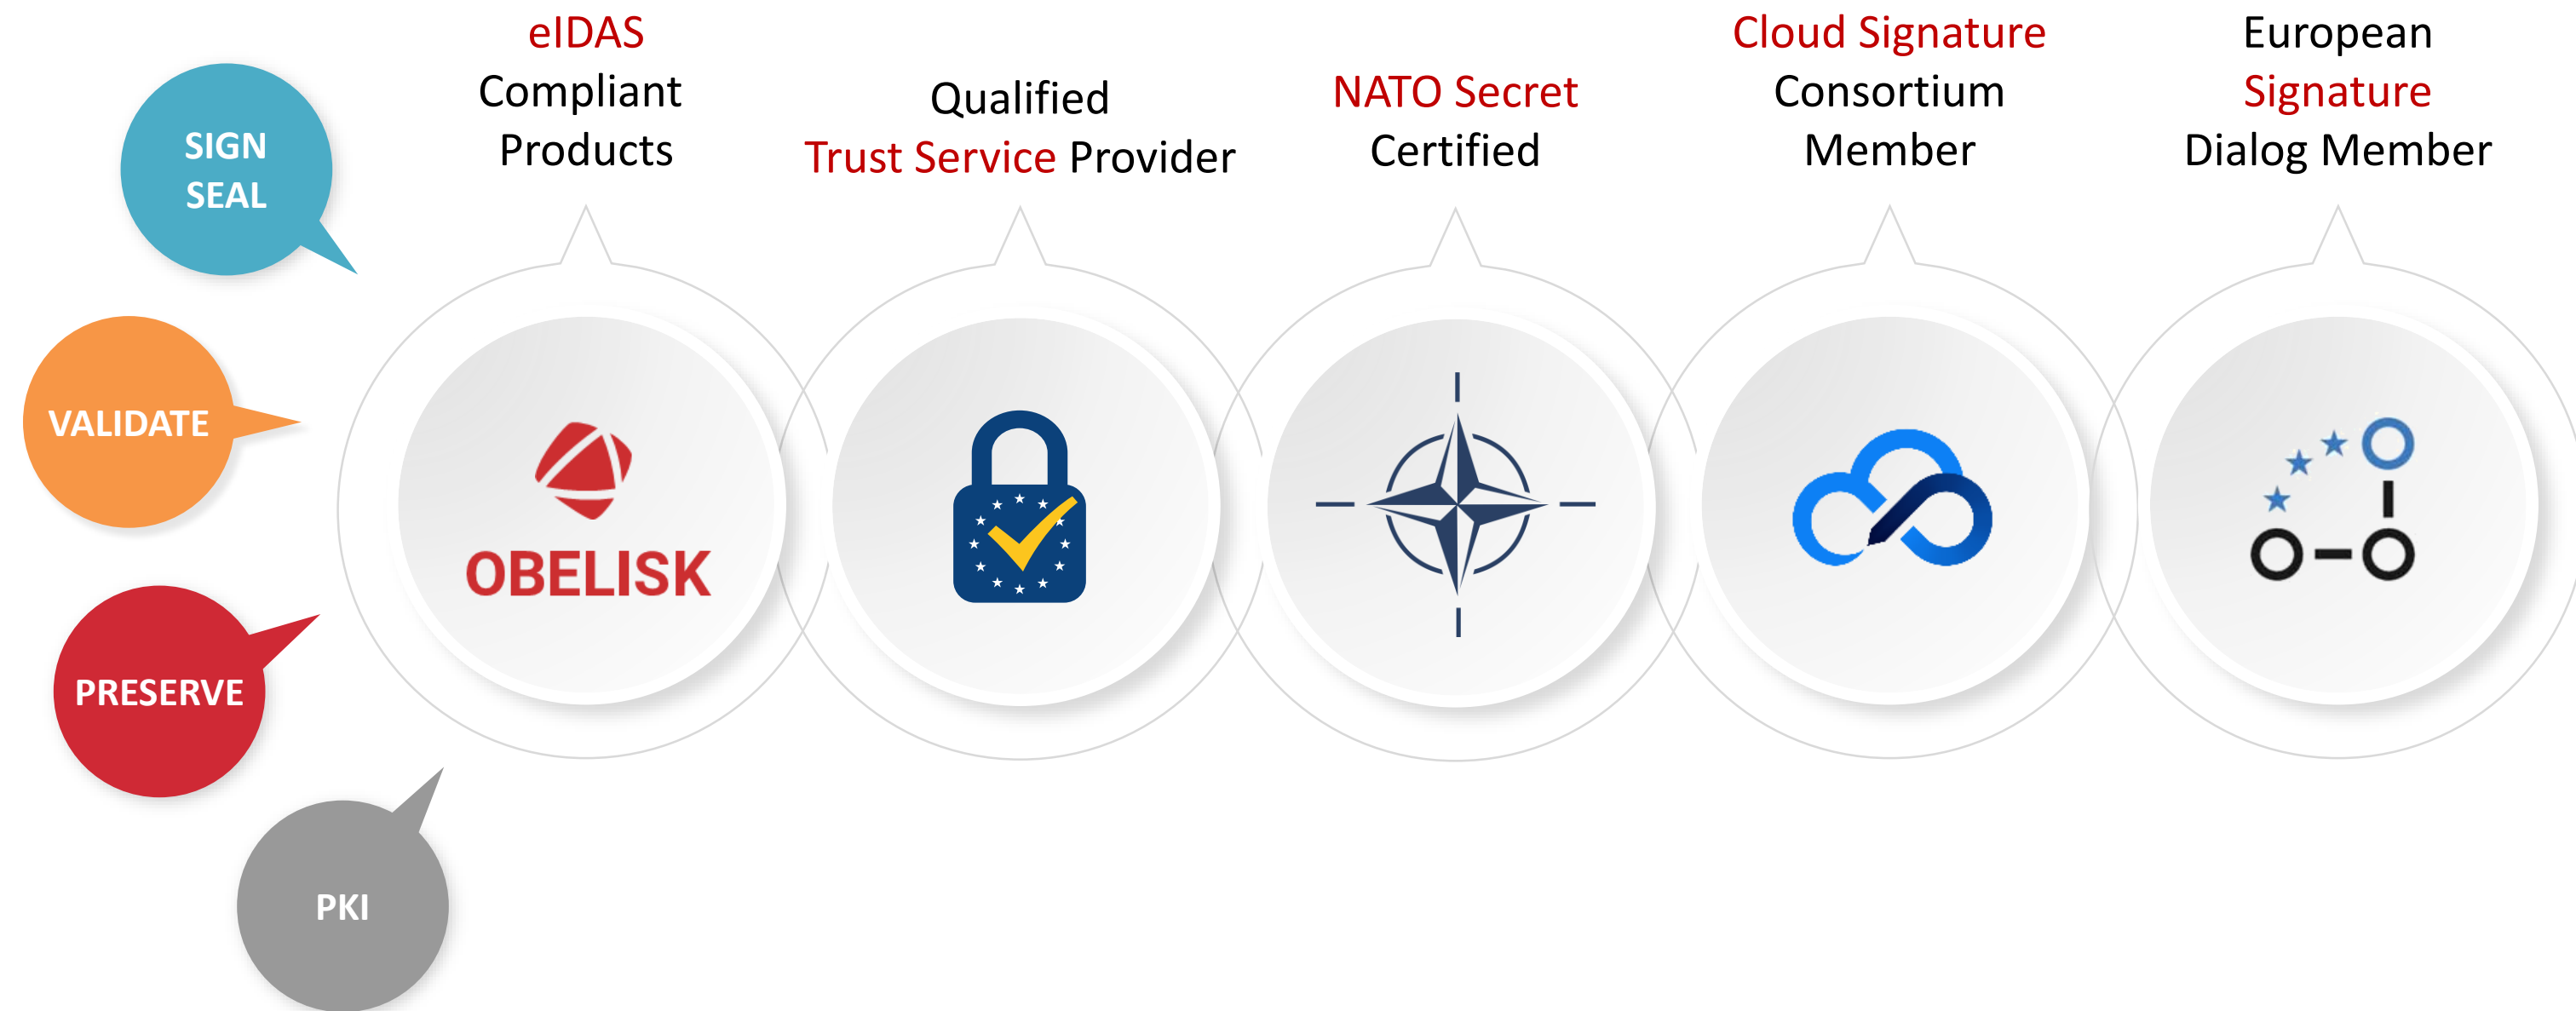 eIDAS
Compliant
Products
Qualified
Trust Service Provider
NATO Secret
Certified
Cloud Signature
Consortium
Member
European
Signature
Dialog Member
SIGN
SEAL
VALIDATE
PRESERVE
PKI
OBELISK